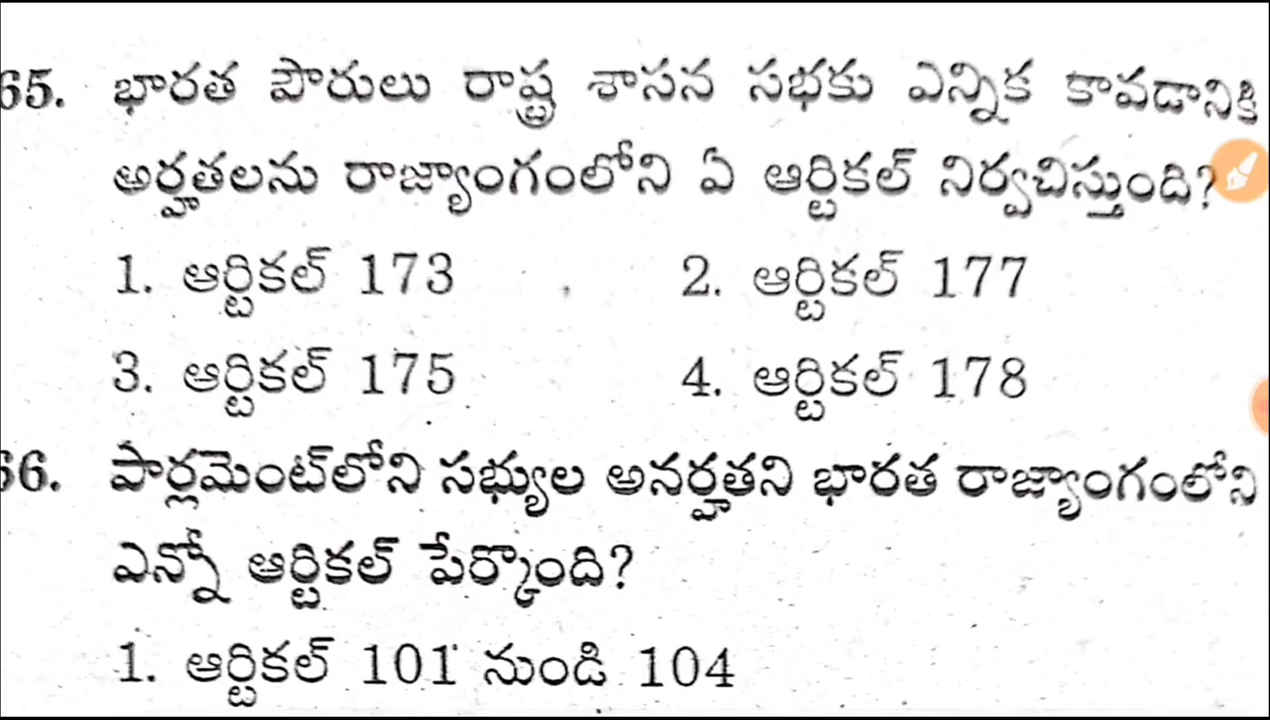 65. భారత పౌరులు రాష్ట్ర శాసన సభకు ఎన్నిక కావడానికి
అర్హతలను రాజ్యాంగంలోని ఏ ఆర్టికల్ నిర్వచిస్తుంది?
1. ఆర్టికల్ 173 2. ఆర్టికల్ 177
3. ఆర్టికల్ 175 4. ఆర్టికల్ 178
66. పార్లమెంట్‌లోని సభ్యుల అనర్హతని భారత రాజ్యాంగంలోని
ఎన్నో ఆర్టికల్ పేర్కొంది?
1. ఆర్టికల్ 101 నుండి 104